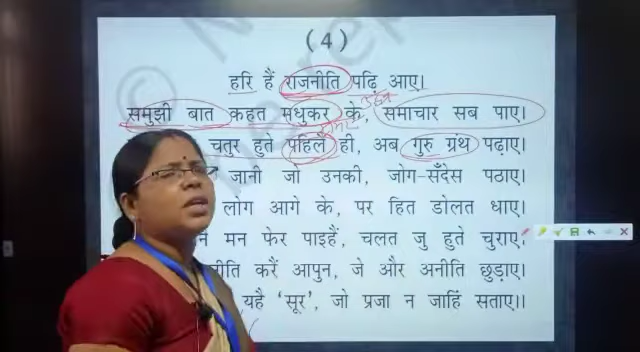 (4)
हरि हैं राजनीति पढ़ि आए।
समुझी बात कहत मधुकर के, समाचार सब पाए।
चतुर हुते पहिलैं ही, अब गुरु ग्रंथ पढ़ाए।
जानी जो उनकी, जोग-सँदेस पठाए।
लोग आगे के, पर हित डोलत धाए।
मन फेर पाइहैं, चलत जु हुते चुराए,
करैं आपुन, जे और अनीति छुड़ाए।
यहै ‘सूर’, जो प्रजा न जाहिं सताए।।